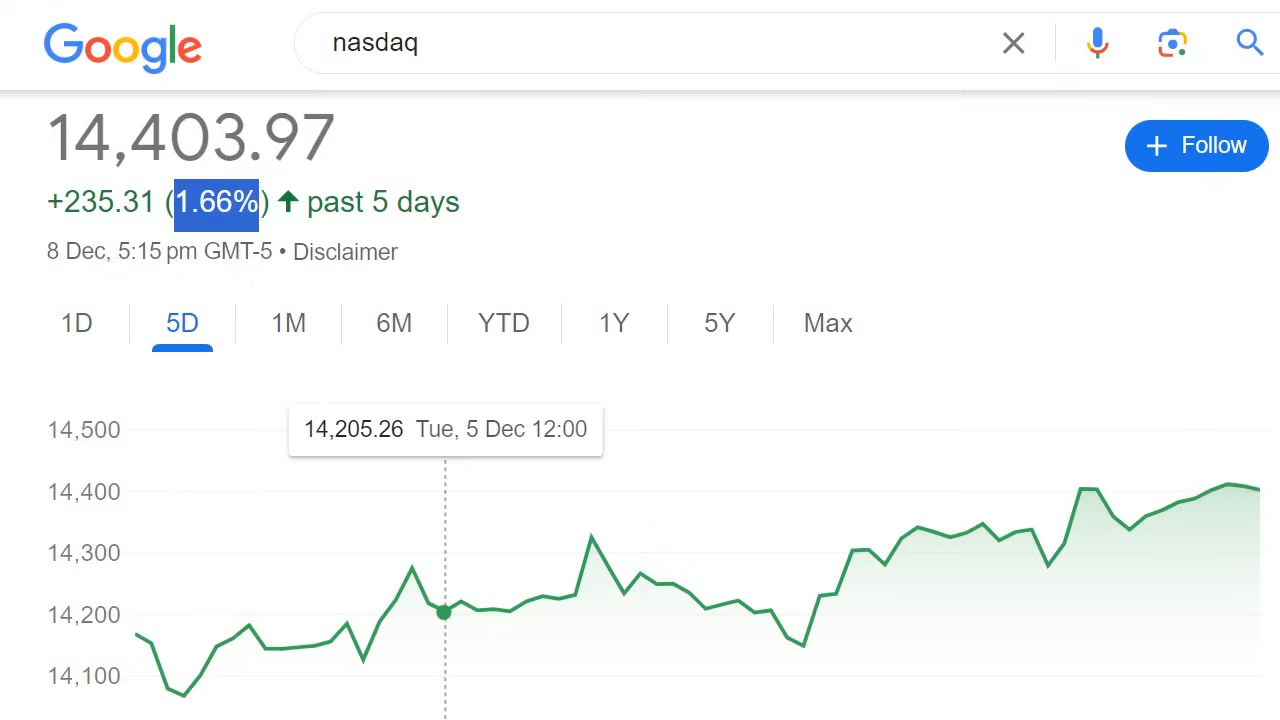 Google
nasdaq
14,403.97
+ Follow
+235.31 (1.66%) ↑ past 5 days
8 Dec, 5:15 pm GMT-5 • Disclaimer
1D 5D 1M 6M YTD 1Y 5Y Max
14,205.26 Tue, 5 Dec 12:00
14,500
14,400
14,300
14,200
14,100